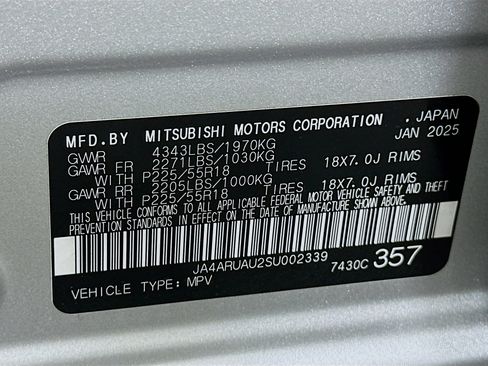 MFD.BY MITSUBISHI MOTORS CORPORATION , JAPAN
GVWR 4343LBS/1970KG JAN 2025
GAWR FR 2271LBS/1030KG
WITH P225/55R18 TIRES 18X7.0J RIMS
GAWR RR 2205LBS/1000KG
WITH P225/55R18 TIRES 18X7.0J RIMS
THIS VEHICLE CONFORMS TO ALL APPLICABLE FEDERAL MOTOR VEHICLE SAFETY AND THEFT
PREVENTION STANDARDS IN EFFECT ON THE DATE OF MANUFACTURE SHOWN ABOVE.
JA4ARUAU2SU002339 7430C 357
VEHICLE TYPE: MPV